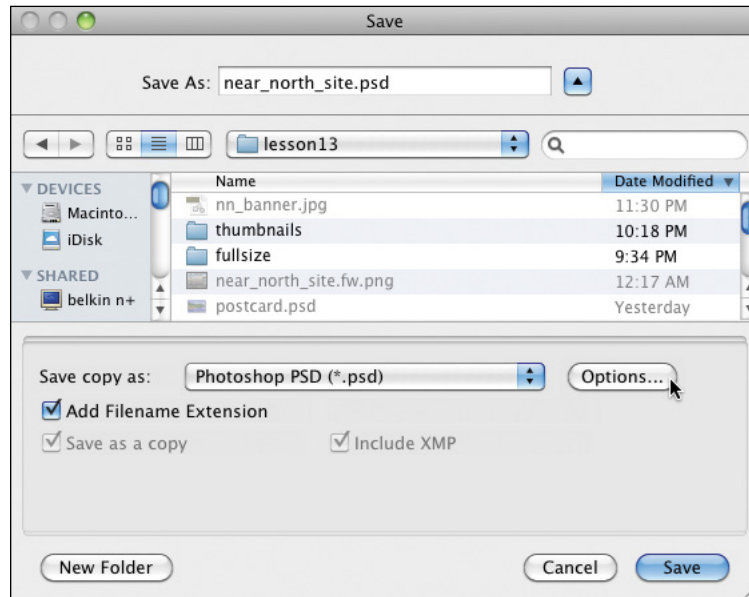 Save
Save As: near_north_site.psd
lesson13
Name Date Modified
DEVICES
Macinto...
iDisk
SHARED
belkin n+
nn_banner.jpg 11:30 PM
thumbnails 10:18 PM
fullsize 9:34 PM
near_north_site.fw.png 12:17 AM
postcard.psd Yesterday
Save copy as: Photoshop PSD (*.psd) Options...
Add Filename Extension
Save as a copy Include XMP
New Folder Cancel Save